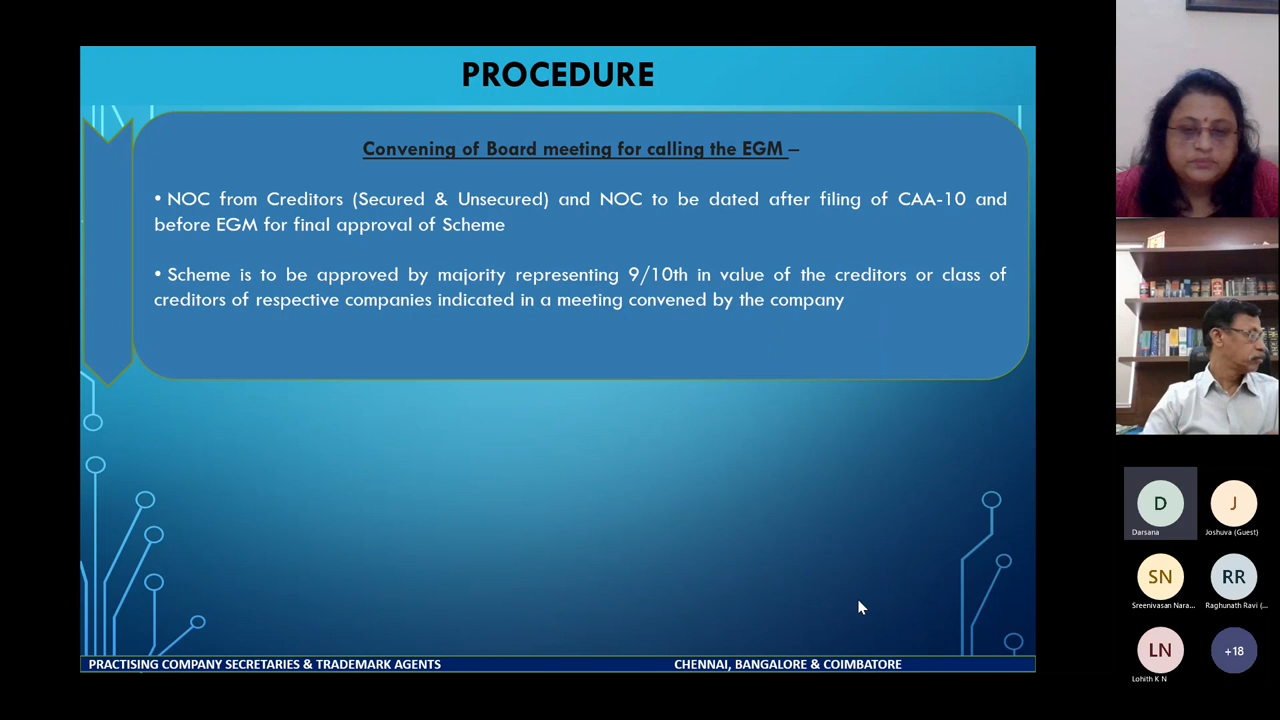 PROCEDURE
Convening of Board meeting for calling the EGM –
• NOC from Creditors (Secured & Unsecured) and NOC to be dated after filing of CAA-10 and
before EGM for final approval of Scheme
• Scheme is to be approved by majority representing 9/10th in value of the creditors or class of
creditors of respective companies indicated in a meeting convened by the company
PRACTISING COMPANY SECRETARIES & TRADEMARK AGENTS
CHENNAI, BANGALORE & COIMBATORE
D
Darsana
J
Joshuva (Guest)
SN
Sreenivasan Nara...
RR
Raghunath Ravi (...
LN
Lohith K N
+18